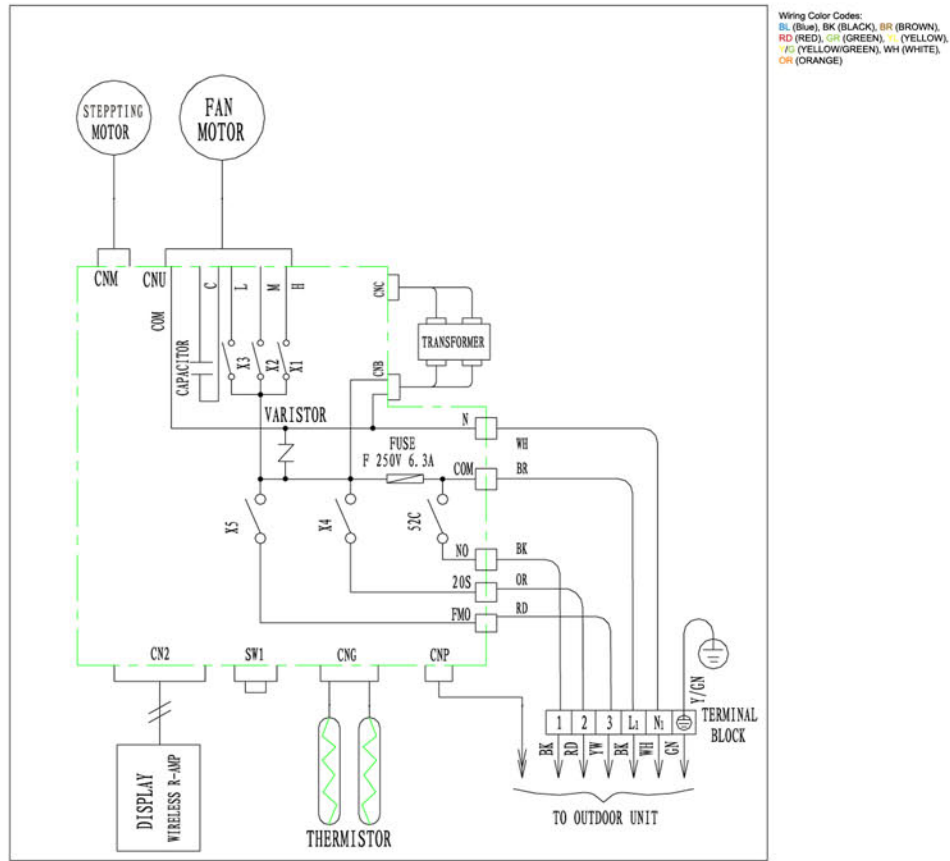 Wiring Color Codes:
BL (Blue), BK (BLACK), BR (BROWN),
RD (RED), GR (GREEN), YL (YELLOW),
Y/G (YELLOW/GREEN), WH (WHITE),
OR (ORANGE)
STEPPTING
MOTOR
FAN
MOTOR
CNM
CNU
COM
C
L
M
H
CNC
TRANSFORMER
CAPACITOR
X3
X2
X1
CNB
VARISTOR
N
WH
FUSE
F 250V 6.3A
COM
BR
X5
X4
52C
NO
BK
20S
OR
FMO
RD
CN2
SW1
CNG
CNP
Y/GN
1
2
3
L1
N1
TERMINAL
BLOCK
BK
RD
YW
BK
WH
GN
DISPLAY
WIRELESS R-AMP
THERMISTOR
TO OUTDOOR UNIT